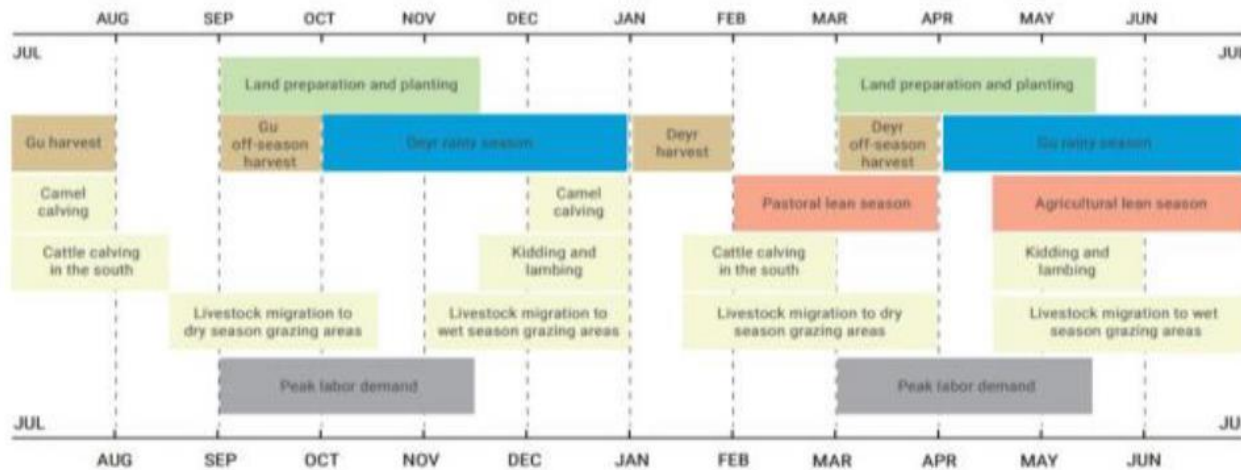 AUG SEP OCT NOV DEC JAN FEB MAR APR MAY JUN
JUL JUL
Land preparation and planting Land preparation and planting
Gu harvest
Gu
off-season
harvest
Deyr rainy season
Deyr
harvest
Deyr
off-season
harvest
Gu rainy season
Camel
calving
Camel
calving
Pastoral lean season
Agricultural lean season
Cattle calving
in the south
Kidding and
lambing
Cattle calving
in the south
Kidding and
lambing
Livestock migration to
dry season grazing areas
Livestock migration to
wet season grazing areas
Livestock migration to dry
season grazing areas
Livestock migration to wet
season grazing areas
Peak labor demand Peak labor demand
JUL JUL
AUG SEP OCT NOV DEC JAN FEB MAR APR MAY JUN